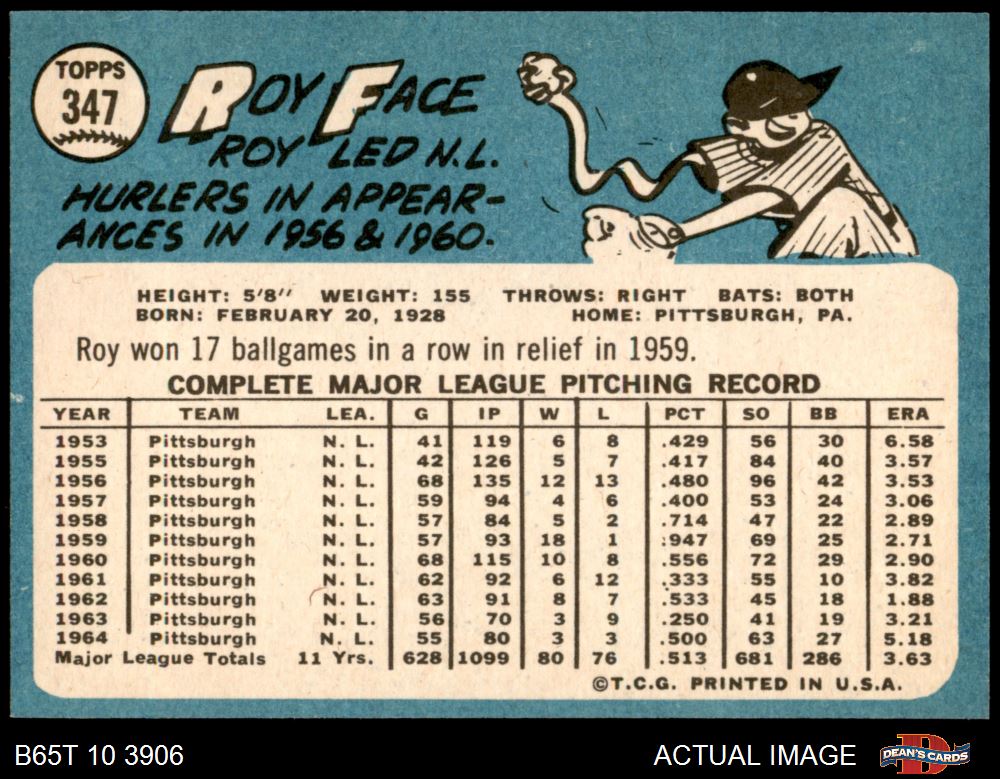 TOPPS
347
ROY FACE
ROY LED N.L.
HURLERS IN APPEAR-
ANCES IN 1956 & 1960.
HEIGHT: 5'8" WEIGHT: 155 THROWS: RIGHT BATS: BOTH
BORN: FEBRUARY 20, 1928 HOME: PITTSBURGH, PA.
Roy won 17 ballgames in a row in relief in 1959.
COMPLETE MAJOR LEAGUE PITCHING RECORD
YEAR TEAM LEA. G IP W L PCT SO BB ERA
1953 Pittsburgh N. L. 41 119 6 8 .429 56 30 6.58
1955 Pittsburgh N. L. 42 126 5 7 .417 84 40 3.57
1956 Pittsburgh N. L. 68 135 12 13 .480 96 42 3.53
1957 Pittsburgh N. L. 59 94 4 6 .400 53 24 3.06
1958 Pittsburgh N. L. 57 84 5 2 .714 47 22 2.89
1959 Pittsburgh N. L. 57 93 18 1 .947 69 25 2.71
1960 Pittsburgh N. L. 68 115 10 8 .556 72 29 2.90
1961 Pittsburgh N. L. 62 92 6 12 .333 55 10 3.82
1962 Pittsburgh N. L. 63 91 8 7 .533 45 18 1.88
1963 Pittsburgh N. L. 56 70 3 9 .250 41 19 3.21
1964 Pittsburgh N. L. 55 80 3 3 .500 63 27 5.18
Major League Totals 11 Yrs. 628 1099 80 76 .513 681 286 3.63
©T.C.G. PRINTED IN U.S.A.
B65T 10 3906 ACTUAL IMAGE DEAN'S CARDS